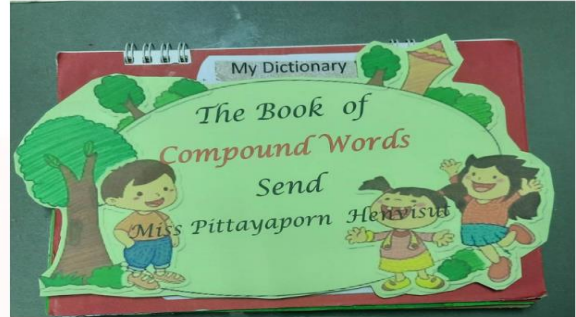 My Dictionary
The Book of
Compound Words
Send
Miss Pittayaporn Henvisut